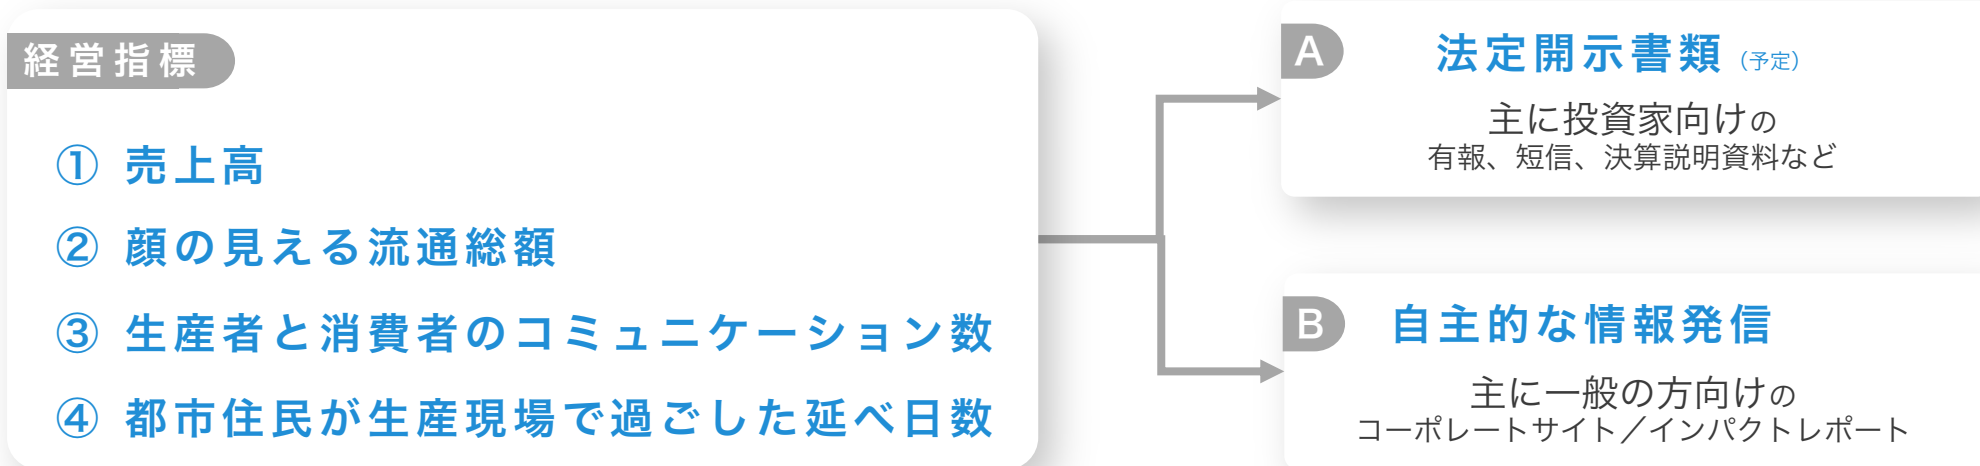 経営指標
① 売上高
② 顔の見える流通総額
③ 生産者と消費者のコミュニケーション数
④ 都市住民が生産現場で過ごした延べ日数
A
法定開示書類（予定）
主に投資家向けの
有報、短信、決算説明資料など
B
自主的な情報発信
主に一般の方向けの
コーポレートサイト／インパクトレポート